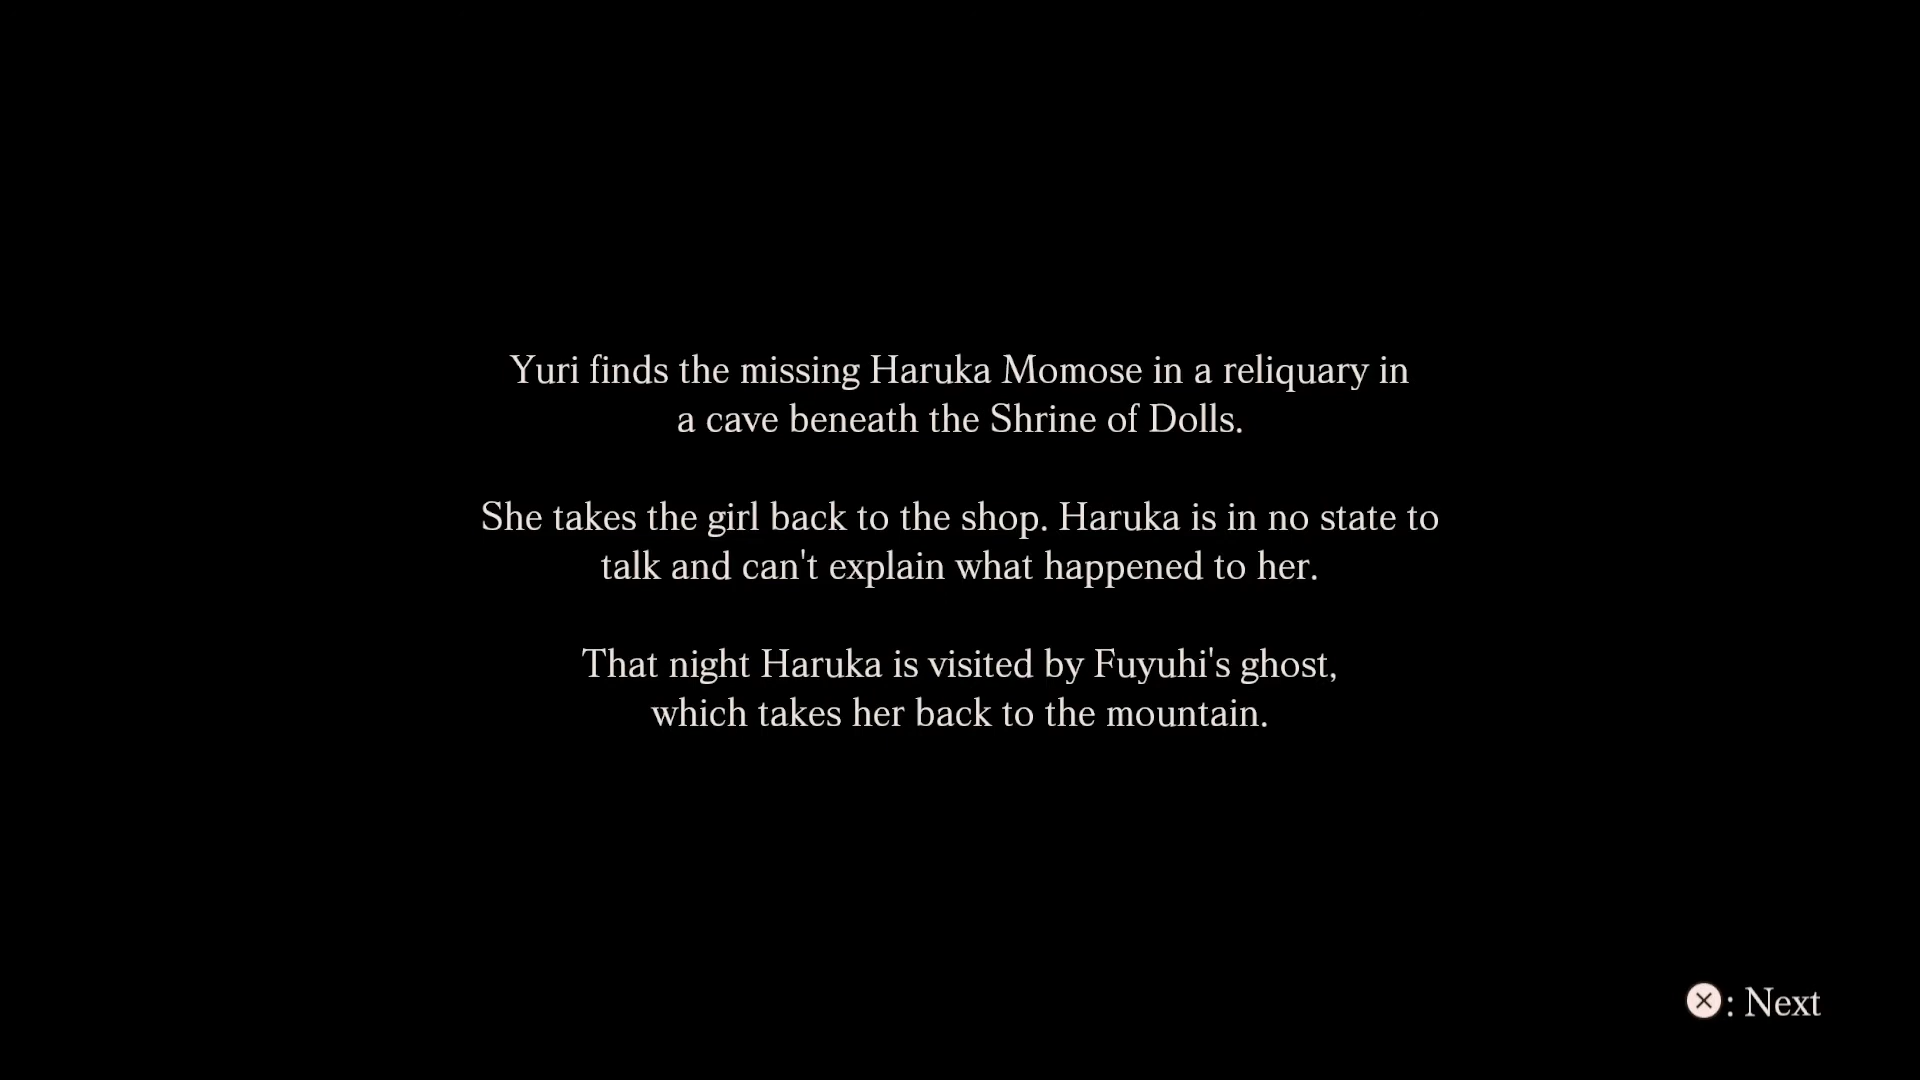 Yuri finds the missing Haruka Momose in a reliquary in
a cave beneath the Shrine of Dolls.
She takes the girl back to the shop. Haruka is in no state to
talk and can't explain what happened to her.
That night Haruka is visited by Fuyuhi's ghost,
which takes her back to the mountain.
: Next